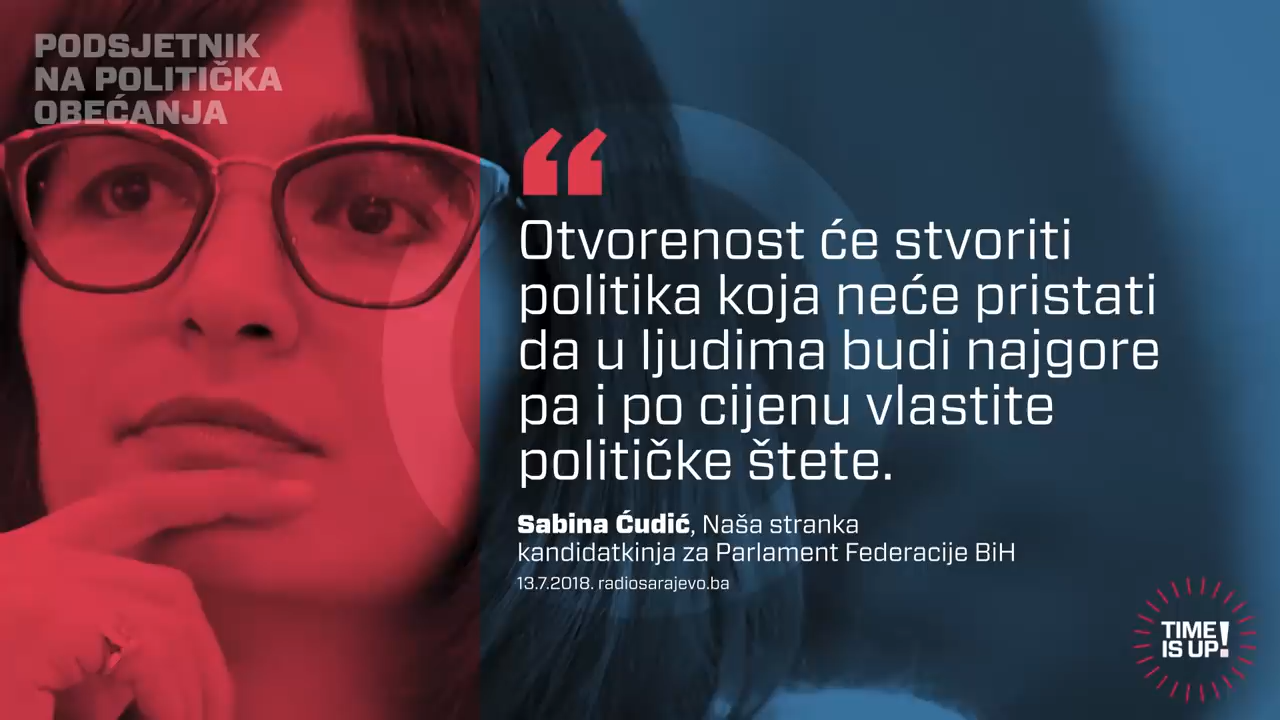 PODSJETNIK
NA POLITIČKA
OBEĆANJA
“
Otvorenost će stvoriti
politika koja neće pristati
da u ljudima budi najgore
pa i po cijenu vlastite
političke štete.
Sabina Ćudić, Naša stranka
kandidatkinja za Parlament Federacije BiH
13.7.2018. radiosarajevo.ba
TIME
IS UP!